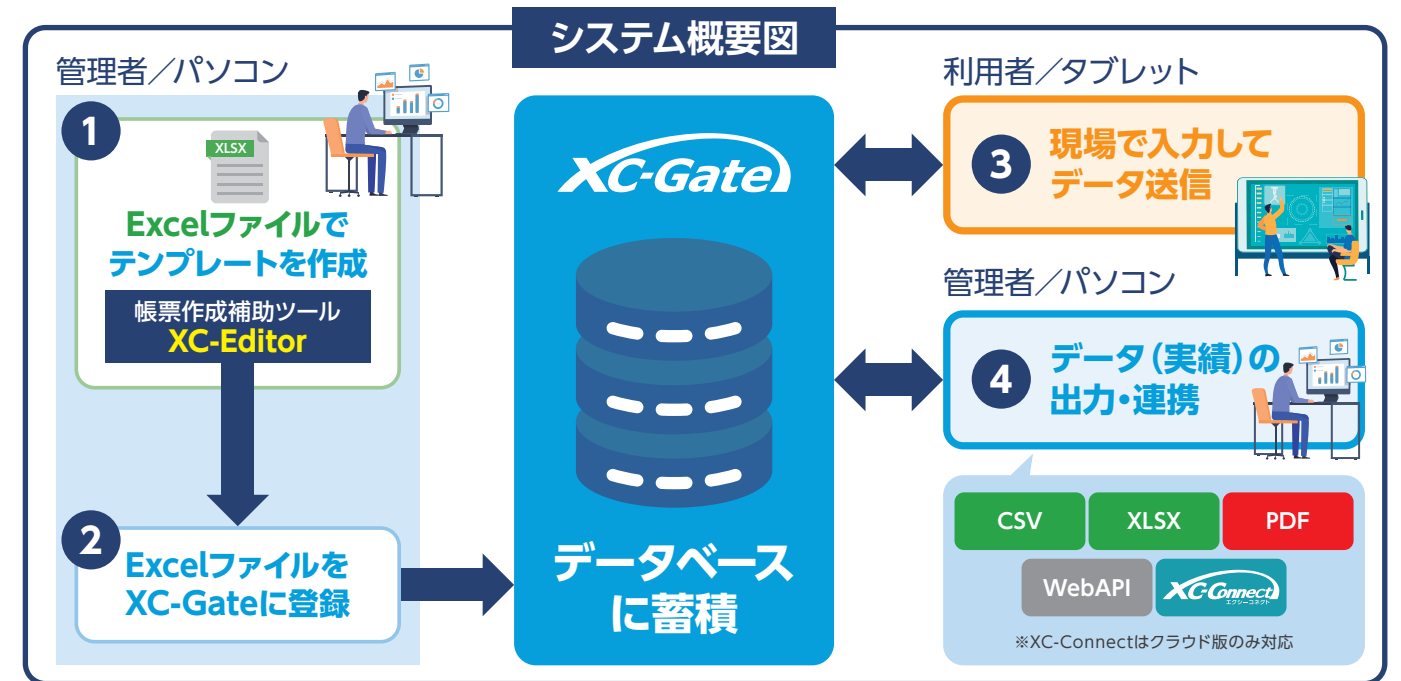 システム概要図
管理者／パソコン
1
XLSX
Excelファイルで
テンプレートを作成
帳票作成補助ツール
XC-Editor
2
Excelファイルを
XC-Gateに登録
XC-Gate
データベース
に蓄積
利用者／タブレット
3
現場で入力して
データ送信
管理者／パソコン
4
データ（実績）の
出力・連携
CSV
XLSX
PDF
WebAPI
XC-Connect
エクシーコネクト
※XC-Connectはクラウド版のみ対応